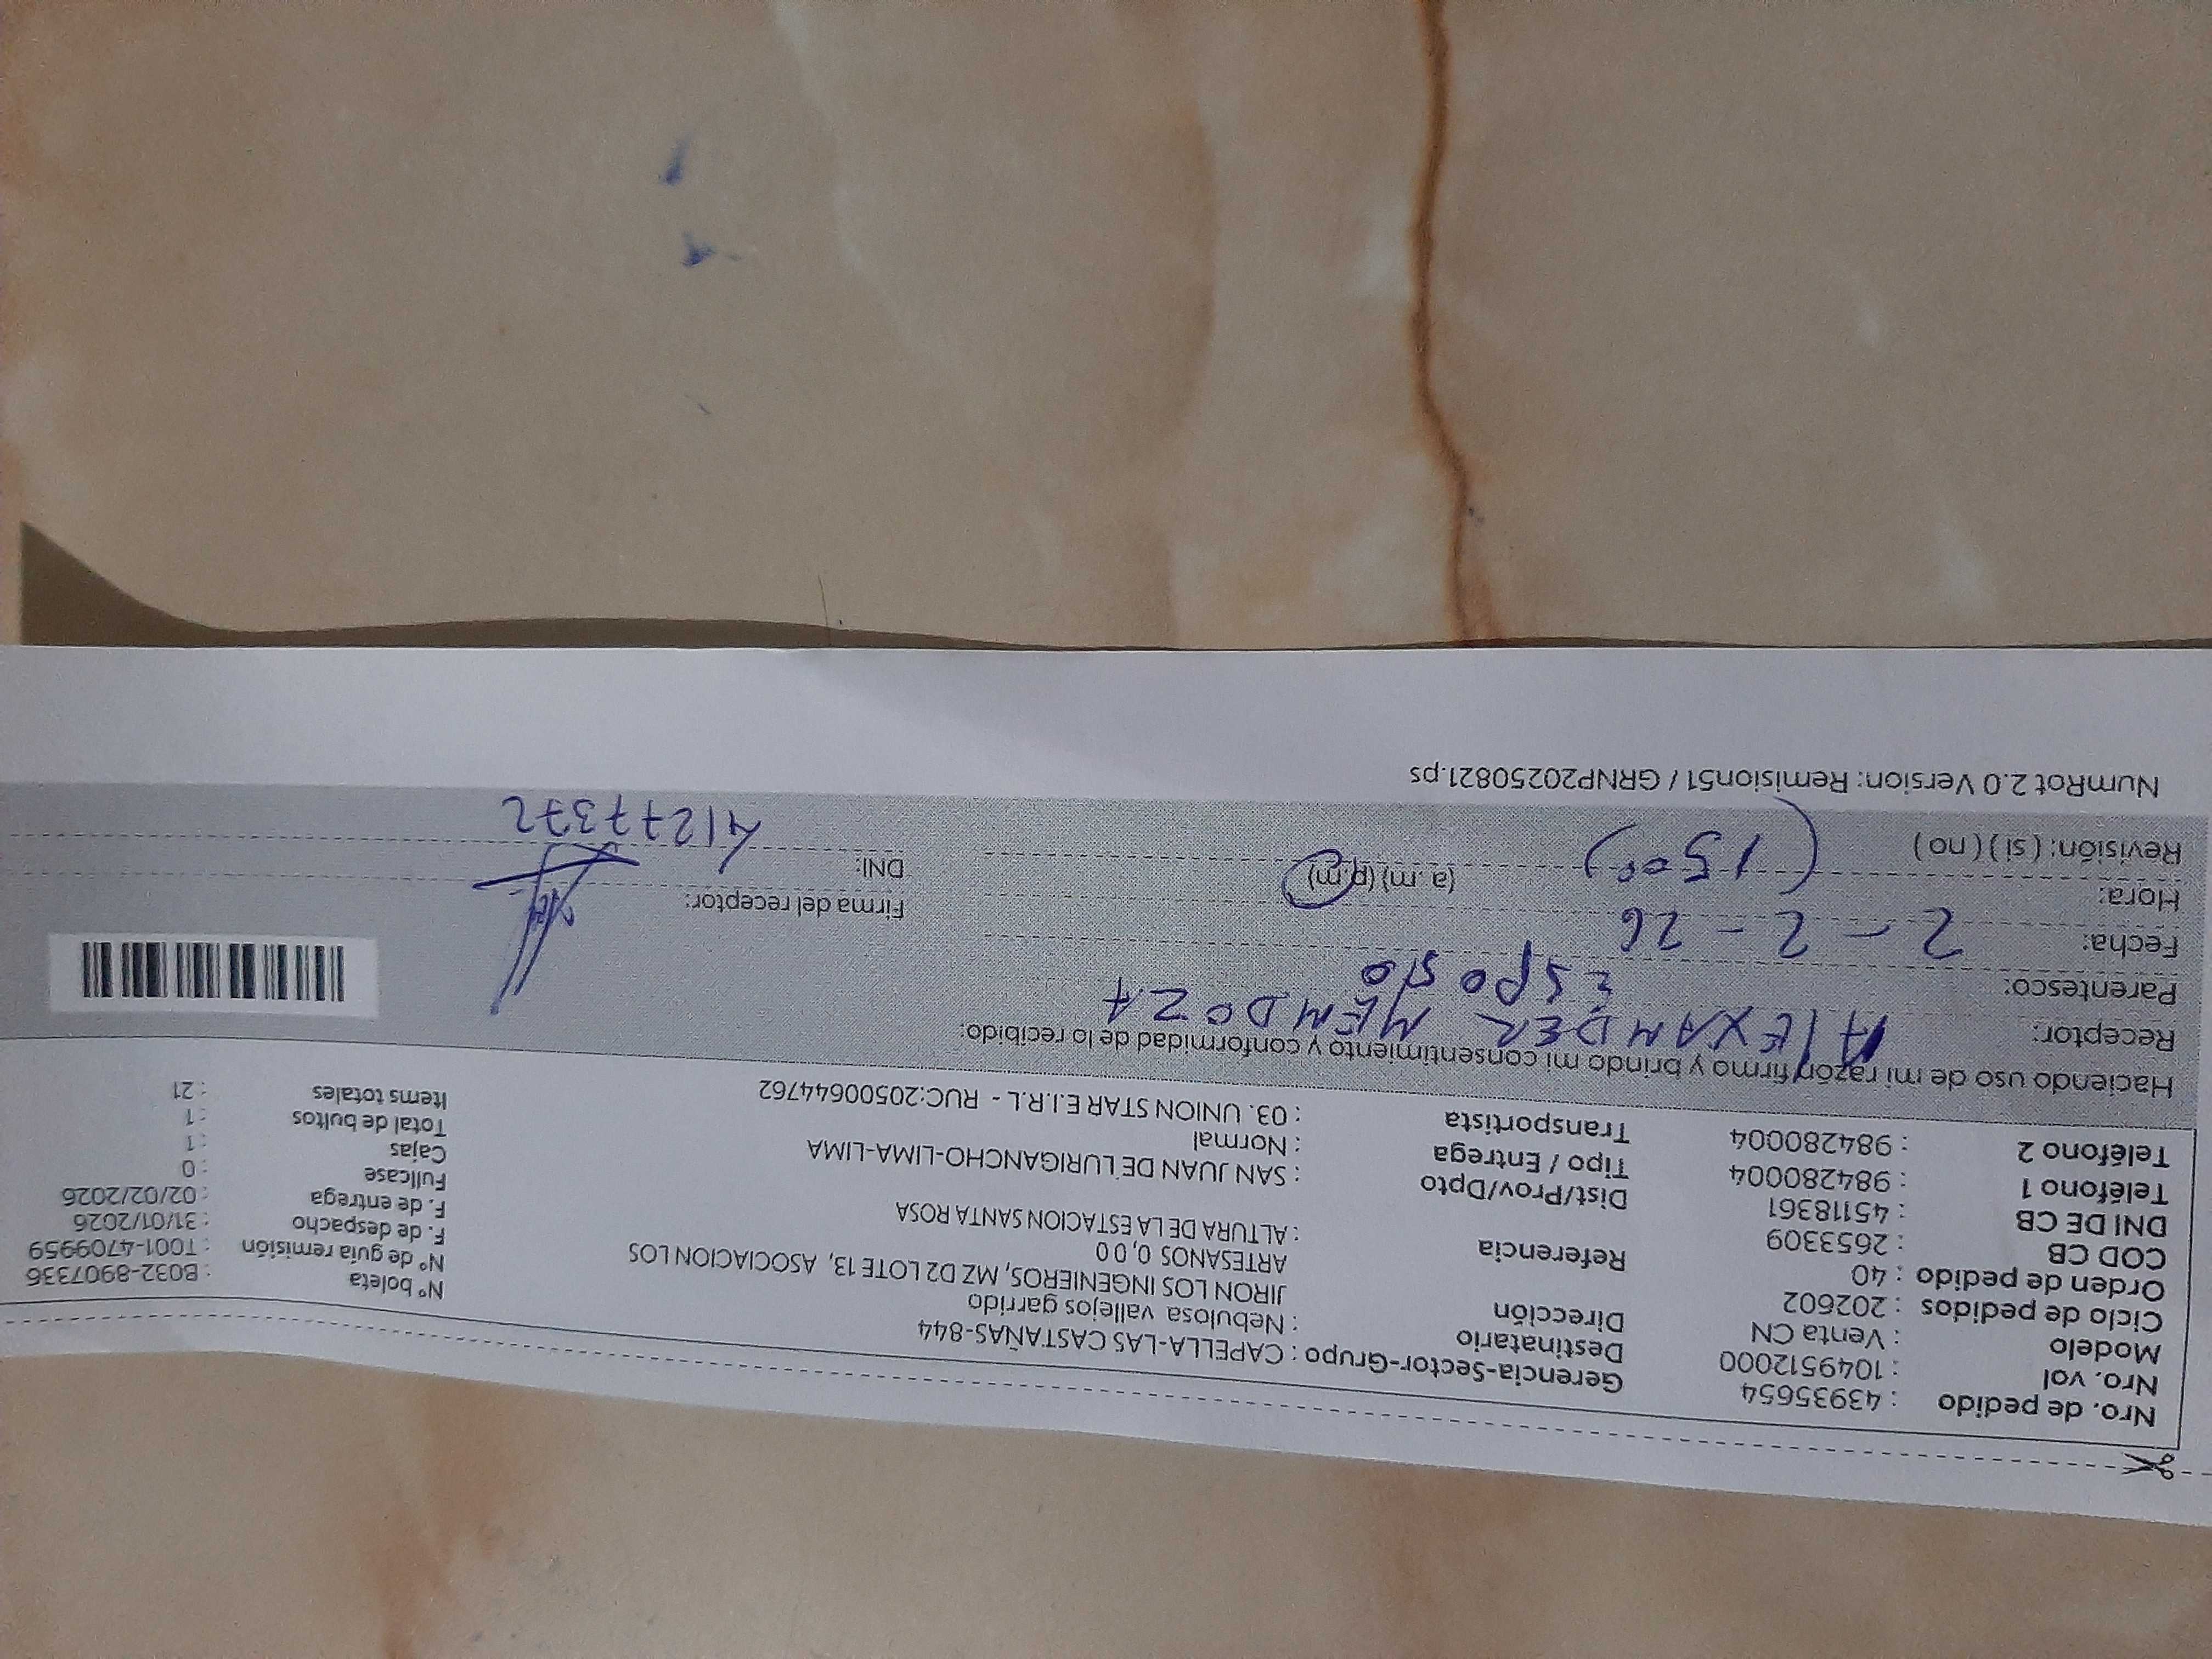 Nro. de pedido : 43935654
Nro. vol : 1049512000
Modelo : Venta CN
Ciclo de pedidos : 202602
Orden de pedido : 40
COD CB : 2653309
DNI DE CB : 45118361
Teléfono 1 : 984280004
Teléfono 2 : 984280004
Gerencia-Sector-Grupo : CAPELLA-LAS CASTAÑAS-844
Destinatario : Nebulosa vallejos garrido
Dirección JIRON LOS INGENIEROS, MZ D2 LOTE 13, ASOCIACION LOS
ARTESANOS 0, 0 0
Referencia : ALTURA DE LA ESTACION SANTA ROSA
Dist/Prov/Dpto : SAN JUAN DE LURIGANCHO-LIMA-LIMA
Tipo / Entrega : Normal
Transportista : 03. UNION STAR E.I.R.L - RUC:20500644762
N° boleta : B032-8907336
N° de guía remisión : T001-4709959
F. de despacho : 31/01/2026
F. de entrega : 02/02/2026
Fullcase : 0
Cajas : 1
Total de bultos : 1
Items totales : 21
Haciendo uso de mi razón firmo y brindo mi consentimiento y conformidad de lo recibido:
Receptor: AlEXANDER MENDOZA
Parentesco: ESPOSO
Fecha: 2 - 2 - 26
Hora: (15:00) (a. m) (p. m)
Revisión: ( si ) ( no )
Firma del receptor:
DNI: 41277372
NumRot 2.0 Version: Remision51 / GRNP20250821.ps